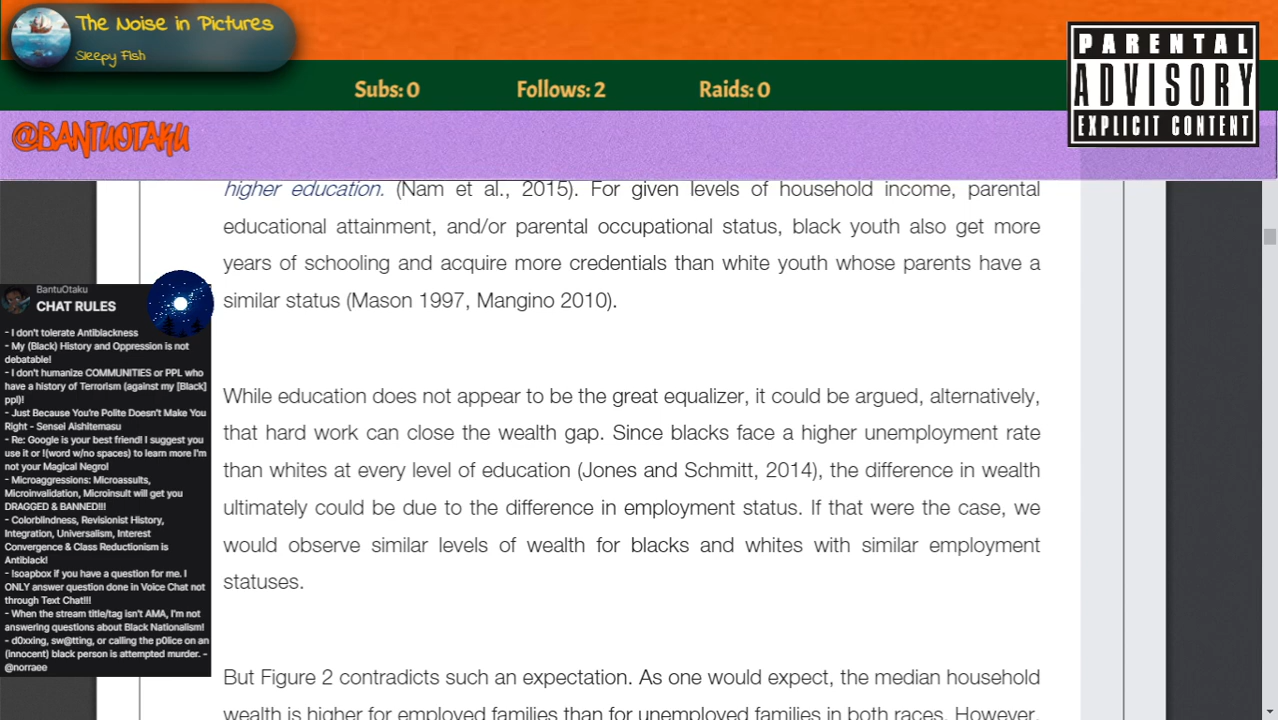 The Noise in Pictures
Sleepy Fish
Subs: 0
Follows: 2
Raids: 0
PARENTAL
ADVISORY
EXPLICIT CONTENT
@BANTUOTAKU
higher education. (Nam et al., 2015). For given levels of household income, parental
educational attainment, and/or parental occupational status, black youth also get more
years of schooling and acquire more credentials than white youth whose parents have a
similar status (Mason 1997, Mangino 2010).
While education does not appear to be the great equalizer, it could be argued, alternatively,
that hard work can close the wealth gap. Since blacks face a higher unemployment rate
than whites at every level of education (Jones and Schmitt, 2014), the difference in wealth
ultimately could be due to the difference in employment status. If that were the case, we
would observe similar levels of wealth for blacks and whites with similar employment
statuses.
But Figure 2 contradicts such an expectation. As one would expect, the median household
wealth is higher for employed families than for unemployed families in both races. However,
BantuOtaku
CHAT RULES
- I don't tolerate Antiblackness
- My (Black) History and Oppression is not
debatable!
- I don't humanize COMMUNITIES or PPL who
have a history of Terrorism (against my [Black]
ppl)!
- Just Because You're Polite Doesn't Make You
Right - Sensei Aishitemasu
- Re: Google is your best friend! I suggest you
use it or !(word w/no spaces) to learn more I'm
not your Magical Negro!
- Microaggressions: Microassults,
Microinvalidation, Microinsult will get you
DRAGGED & BANNED!!!
- Colorblindness, Revisionist History,
Integration, Universalism, Interest
Convergence & Class Reductionism is
Antiblack!
- !soapbox if you have a question for me. I
ONLY answer question done in Voice Chat not
through Text Chat!!!
- When the stream title/tag isn't AMA, I'm not
answering questions about Black Nationalism!
- d0xxing, sw@tting, or calling the p0lice on an
(innocent) black person is attempted murder. -
@norraee